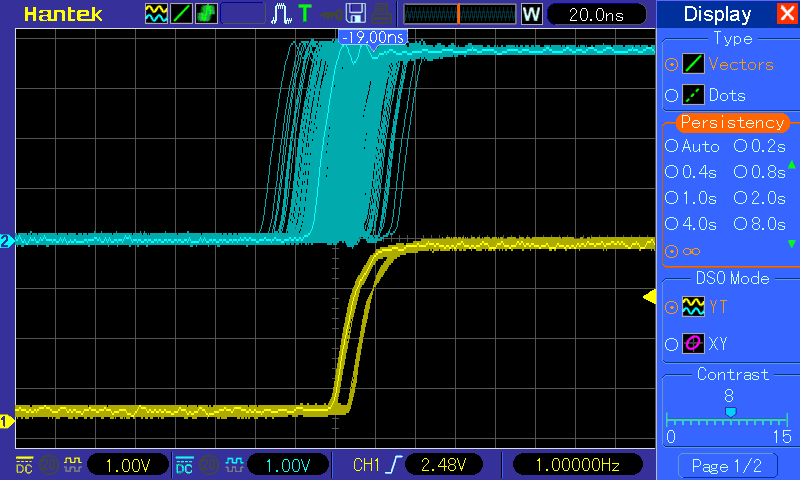 Hantek T W 20.0ns Display
-19.00ns
Type
Vectors
Dots
Persistency
Auto 0.2s
0.4s 0.8s
1.0s 2.0s
4.0s 8.0s
∞
DSO Mode
YT
XY
Contrast
8
0 15
Page 1/2
2
1
DC 1.00V DC 1.00V CH1 2.48V 1.00000Hz